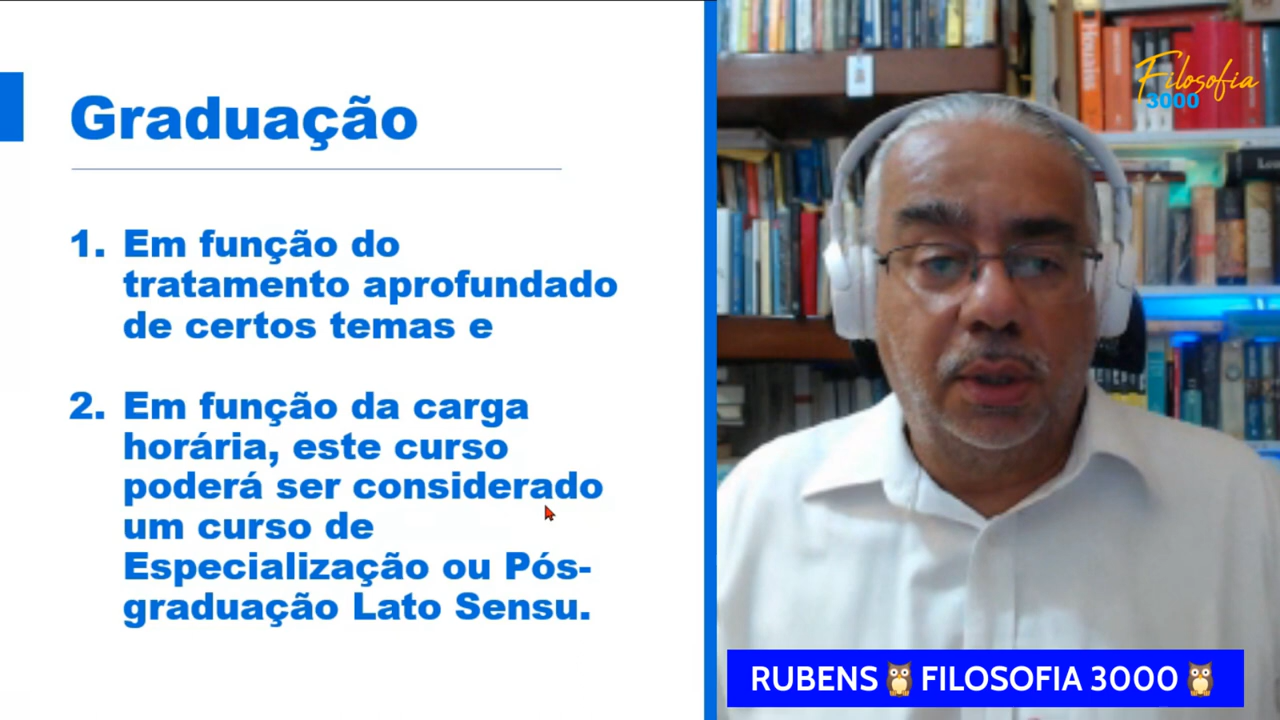 Graduação
1. Em função do
tratamento aprofundado
de certos temas e
2. Em função da carga
horária, este curso
poderá ser considerado
um curso de
Especialização ou Pós-
graduação Lato Sensu.
Filosofia
3000
RUBENS🦉FILOSOFIA 3000🦉